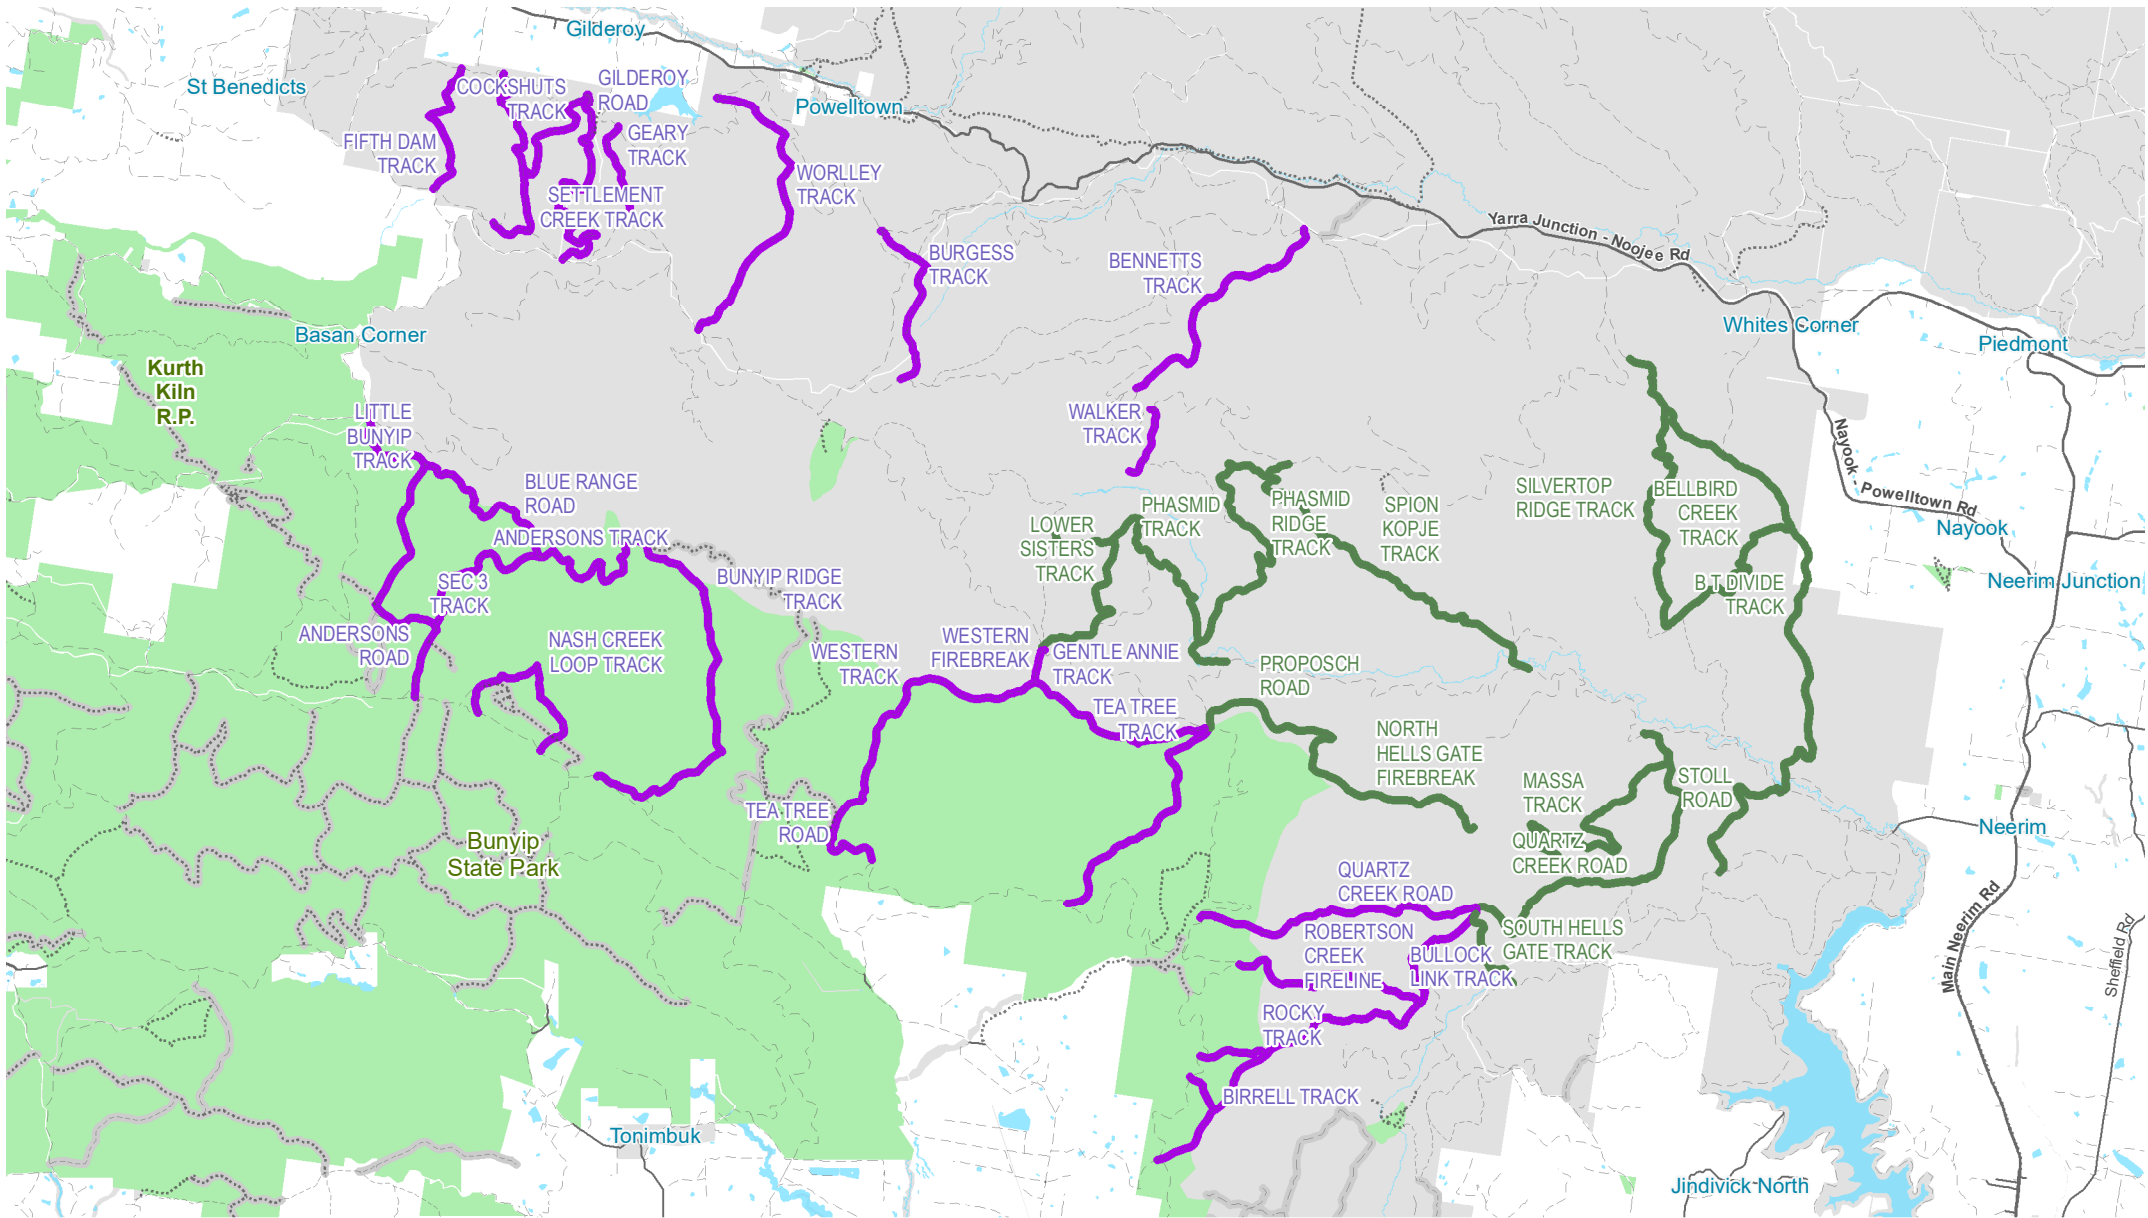 Gilderoy
St Benedicts
COCKSHUTS
TRACK
GILDEROY
ROAD
Powelltown
FIFTH DAM
TRACK
GEARY
TRACK
WORLLEY
TRACK
SETTLEMENT
CREEK TRACK
BURGESS
TRACK
BENNETTS
TRACK
Yarra Junction - Noojee Rd
Basan Corner
Whites Corner
Piedmont
Kurth
Kiln
R.P.
LITTLE
BUNYIP
TRACK
WALKER
TRACK
Nayook - Powelltown Rd
BLUE RANGE
ROAD
ANDERSONS TRACK
LOWER
SISTERS
TRACK
PHASMID
TRACK
PHASMID
RIDGE
TRACK
SPION
KOPJE
TRACK
SILVERTOP
RIDGE TRACK
BELLBIRD
CREEK
TRACK
Nayook
SEC 3
TRACK
BUNYIP RIDGE
TRACK
B T DIVIDE
TRACK
Neerim Junction
ANDERSONS
ROAD
NASH CREEK
LOOP TRACK
WESTERN
TRACK
WESTERN
FIREBREAK
GENTLE ANNIE
TRACK
PROPOSCH
ROAD
TEA TREE
TRACK
NORTH
HELLS GATE
FIREBREAK
MASSA
TRACK
STOLL
ROAD
TEA TREE
ROAD
QUARTZ
CREEK ROAD
Neerim
Bunyip
State Park
QUARTZ
CREEK ROAD
ROBERTSON
CREEK
FIRELINE
BULLOCK
LINK TRACK
SOUTH HELLS
GATE TRACK
Main Neerim Rd
Sheffield Rd
ROCKY
TRACK
BIRRELL TRACK
Tonimbuk
Jindivick North